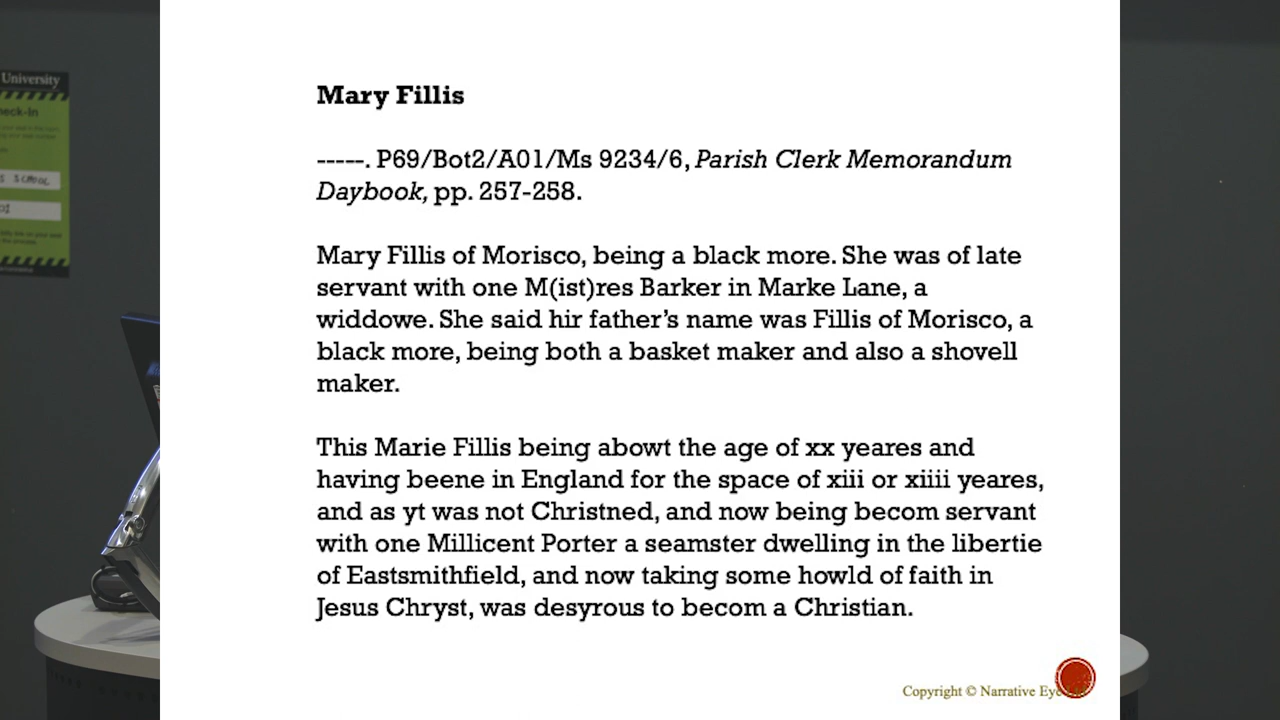 University
Mary Fillis
-----. P69/Bot2/A01/Ms 9234/6, Parish Clerk Memorandum
Daybook, pp. 257-258.
Mary Fillis of Morisco, being a black more. She was of late
servant with one M(ist)res Barker in Marke Lane, a
widdowe. She said hir father’s name was Fillis of Morisco, a
black more, being both a basket maker and also a shovell
maker.
This Marie Fillis being abowt the age of xx yeares and
having beene in England for the space of xiii or xiiii yeares,
and as yt was not Christned, and now being becom servant
with one Millicent Porter a seamster dwelling in the libertie
of Eastsmithfield, and now taking some howld of faith in
Jesus Chryst, was desyrous to becom a Christian.
Copyright © Narrative Eye